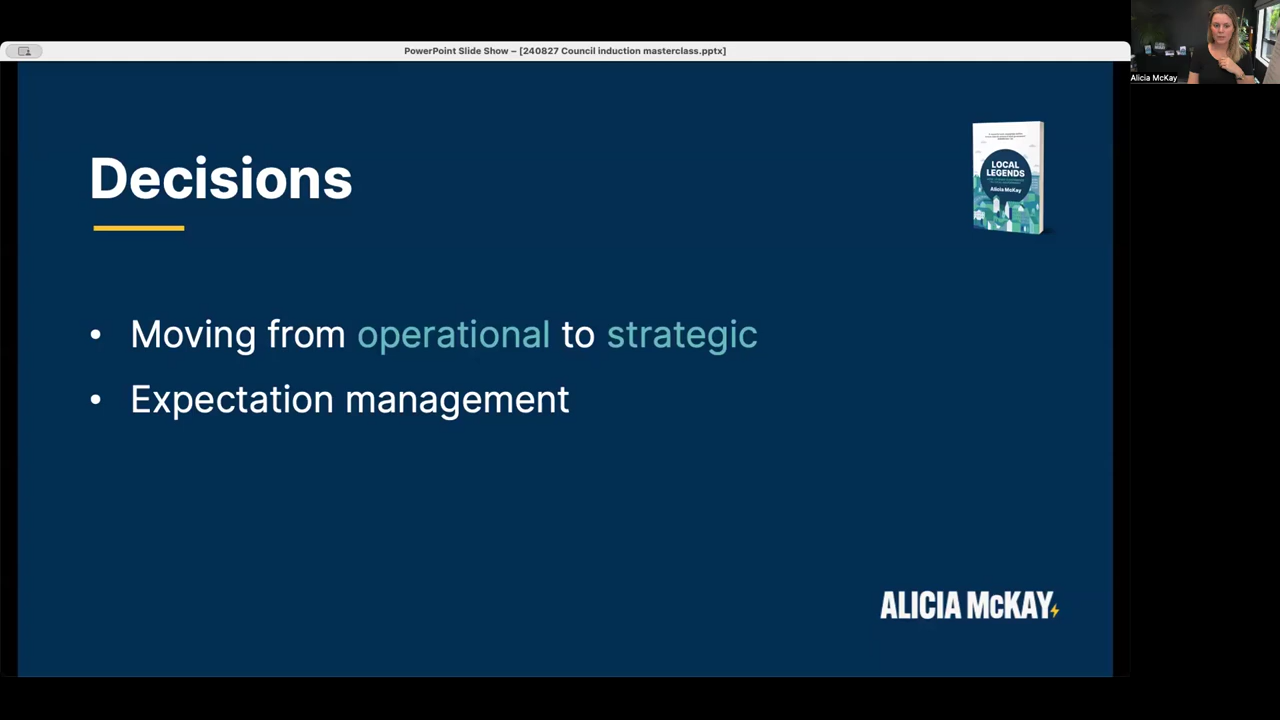 PowerPoint Slide Show – [240827 Council induction masterclass.pptx]
Alicia McKay
Decisions
LOCAL
LEGENDS
Alicia McKay
• Moving from operational to strategic
• Expectation management
ALICIA McKAY